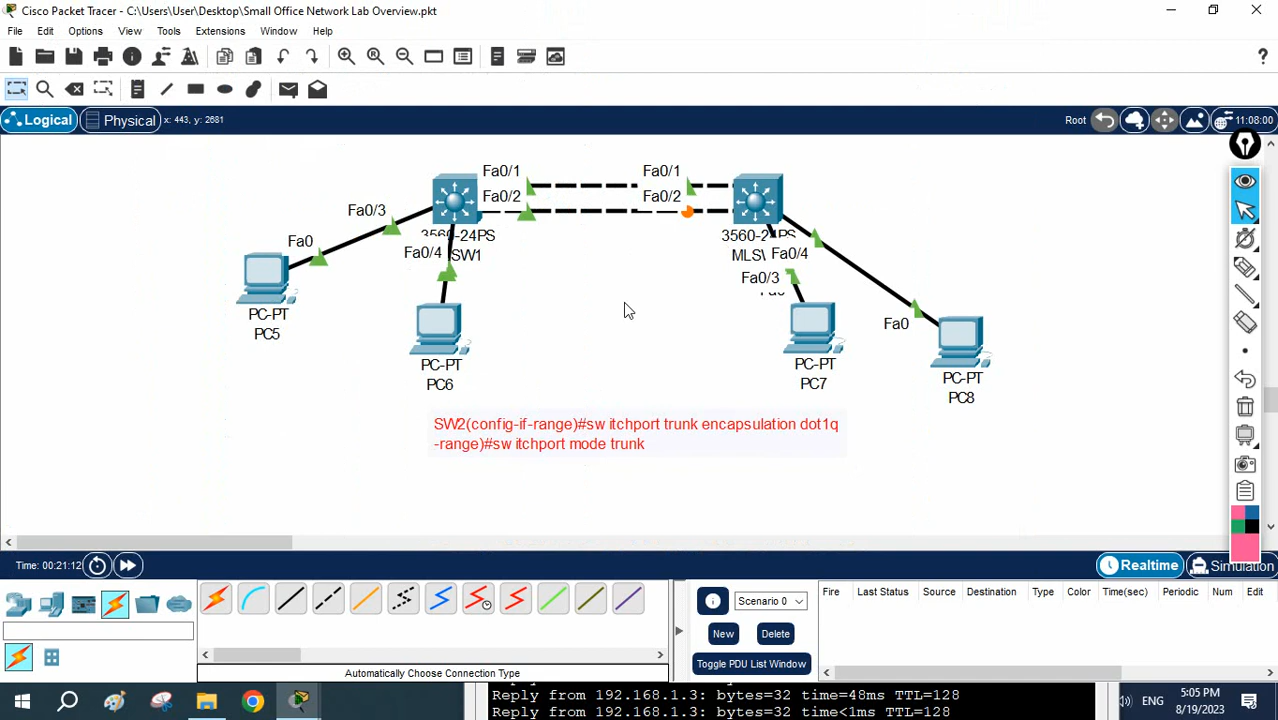 Cisco Packet Tracer - C:\Users\User\Desktop\Small Office Network Lab Overview.pkt
File Edit Options View Tools Extensions Window Help
Logical Physical x: 443, y: 2681 Root 11:08:00
Fa0/1 Fa0/1
Fa0/2 Fa0/2
Fa0/3
3560-24PS
SW1
Fa0/4
Fa0
PC-PT
PC5
PC-PT
PC6
Fa0/4
Fa0/3
Fa0
PC-PT
PC7
PC-PT
PC8
SW2(config-if-range)#sw itchport trunk encapsulation dot1q
-range)#sw itchport mode trunk
Time: 00:21:12 Realtime Simulation
Scenario 0
New Delete
Toggle PDU List Window
Fire Last Status Source Destination Type Color Time(sec) Periodic Num Edit
Automatically Choose Connection Type
Reply from 192.168.1.3: bytes=32 time=48ms TTL=128
Reply from 192.168.1.3: bytes=32 time<1ms TTL=128
ENG
5:05 PM
8/19/2023